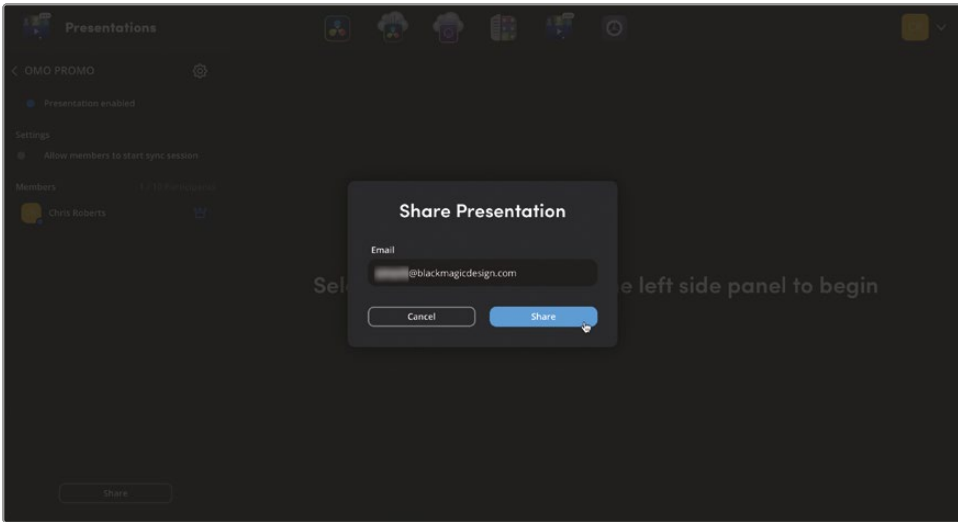 Presentations
OMO PROMO
Presentation enabled
Settings
Allow members to start sync session
Members
Chris Roberts
Share Presentation
Email
@blackmagicdesign.com
Sel
e left side panel to begin
Cancel
Share
Share